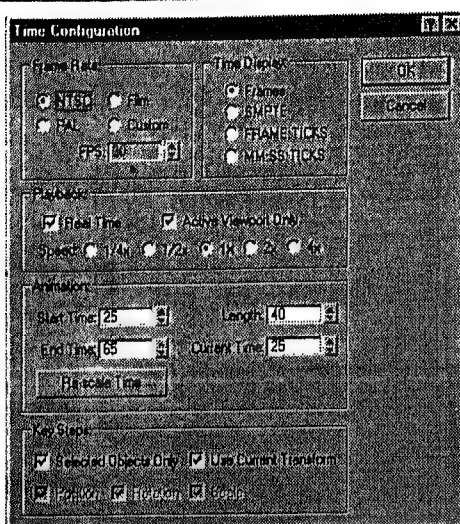 Time Configuration
Frame Rate:
NTSC Film
PAL Custom
FPS:
Time Display:
Frames
SMPTE
FRAME:TICKS
MM:SS:TICKS
OK
Cancel
Playback:
Real Time Active Viewport Only
Speed: 1/4x 1/2x 1x 2x 4x
Animation:
Start Time: 25 Length: 40
End Time: 65 Current Time: 25
Re-scale Time
Key Steps:
Selected Objects Only Use Current Transform
Position Rotation Scale